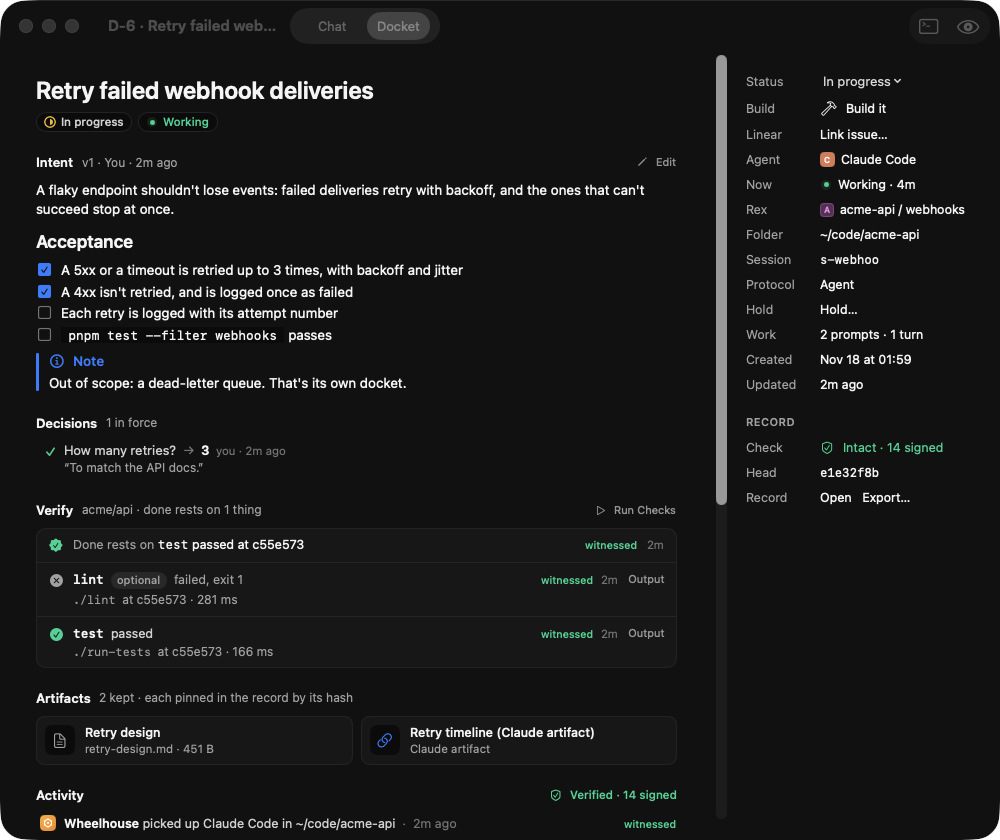 D-6 · Retry failed web...
Chat
Docket
Retry failed webhook deliveries
In progress
Working
Intent v1 · You · 2m ago
Edit
A flaky endpoint shouldn't lose events: failed deliveries retry with backoff, and the ones that can't
succeed stop at once.
Acceptance
A 5xx or a timeout is retried up to 3 times, with backoff and jitter
A 4xx isn't retried, and is logged once as failed
Each retry is logged with its attempt number
pnpm test --filter webhooks passes
Note
Out of scope: a dead-letter queue. That's its own docket.
Decisions 1 in force
How many retries? → 3 you · 2m ago
“To match the API docs.”
Verify acme/api · done rests on 1 thing
Run Checks
Done rests on test passed at c55e573
witnessed 2m
lint optional failed, exit 1
witnessed 2m Output
./lint at c55e573 · 281 ms
test passed
witnessed 2m Output
./run-tests at c55e573 · 166 ms
Artifacts 2 kept · each pinned in the record by its hash
Retry design
retry-design.md · 451 B
Retry timeline (Claude artifact)
Claude artifact
Activity
Verified · 14 signed
Wheelhouse picked up Claude Code in ~/code/acme-api · 2m ago
witnessed
Status In progress
Build Build it
Linear Link issue...
Agent C Claude Code
Now Working · 4m
Rex A acme-api / webhooks
Folder ~/code/acme-api
Session s-webhoo
Protocol Agent
Hold Hold...
Work 2 prompts · 1 turn
Created Nov 18 at 01:59
Updated 2m ago
RECORD
Check Intact · 14 signed
Head e1e32f8b
Record Open Export...